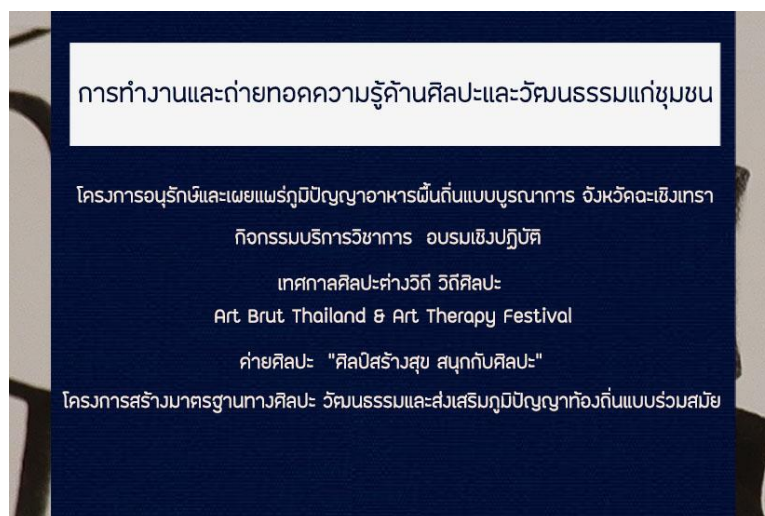 การทำงานและถ่ายทอดความรู้ด้านศิลปะและวัฒนธรรมแก่ชุมชน
โครงการอนุรักษ์และเผยแพร่ภูมิปัญญาอาหารพื้นถิ่นแบบบูรณาการ จังหวัดฉะเชิงเทรา
กิจกรรมบริการวิชาการ อบรมเชิงปฏิบัติ
เทศกาลศิลปะต่างวิถี วิถีศิลปะ
Art Brut Thailand & Art Therapy Festival
ค่ายศิลปะ "ศิลป์สร้างสุข สนุกกับศิลปะ"
โครงการสร้างมาตรฐานทางศิลปะ วัฒนธรรมและส่งเสริมภูมิปัญญาท้องถิ่นแบบร่วมสมัย